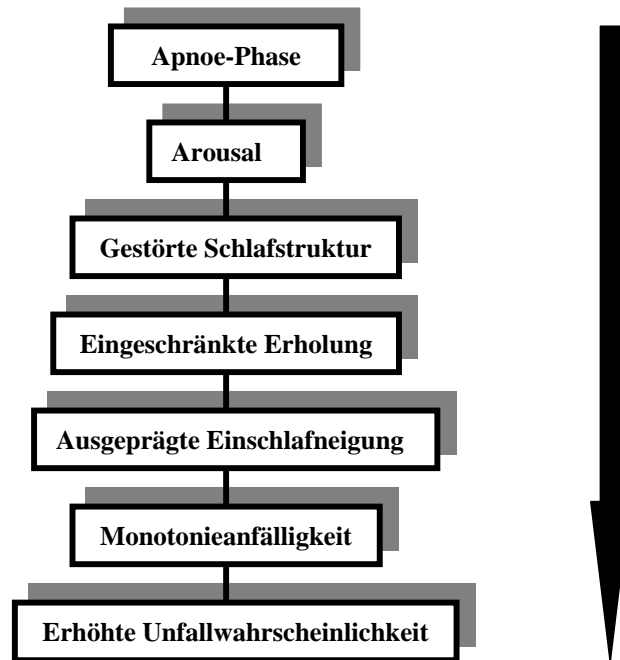 Apnoe-Phase
Arousal
Gestörte Schlafstruktur
Eingeschränkte Erholung
Ausgeprägte Einschlafneigung
Monotonieanfälligkeit
Erhöhte Unfallwahrscheinlichkeit